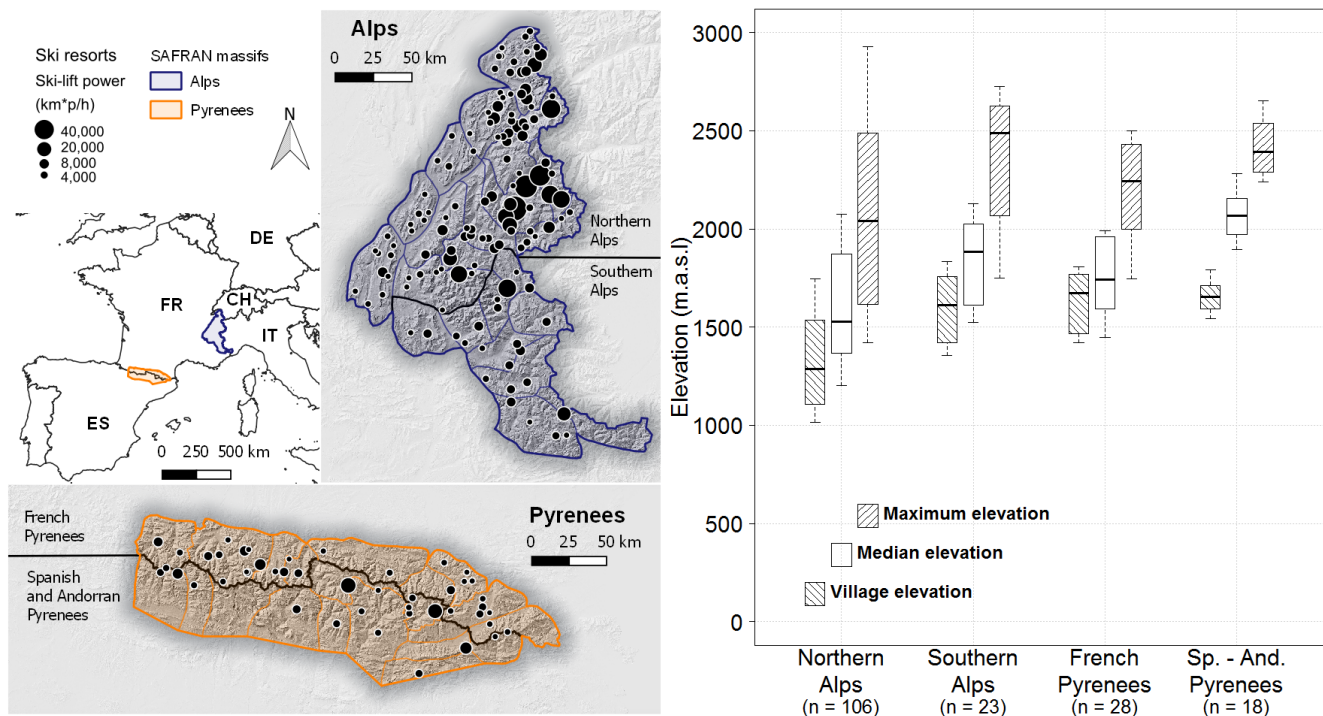 Ski resorts
Ski-lift power
(km*p/h)
40,000
20,000
8,000
4,000
SAFRAN massifs
Alps
Pyrenees
N
DE
FR
CH
IT
ES
0 250 500 km
Alps
0 25 50 km
Northern
Alps
Southern
Alps
French
Pyrenees
Spanish
and Andorran
Pyrenees
Pyrenees
0 25 50 km
Elevation (m.a.s.l)
3000
2500
2000
1500
1000
500
0
Maximum elevation
Median elevation
Village elevation
Northern
Alps
(n = 106)
Southern
Alps
(n = 23)
French
Pyrenees
(n = 28)
Sp. - And.
Pyrenees
(n = 18)